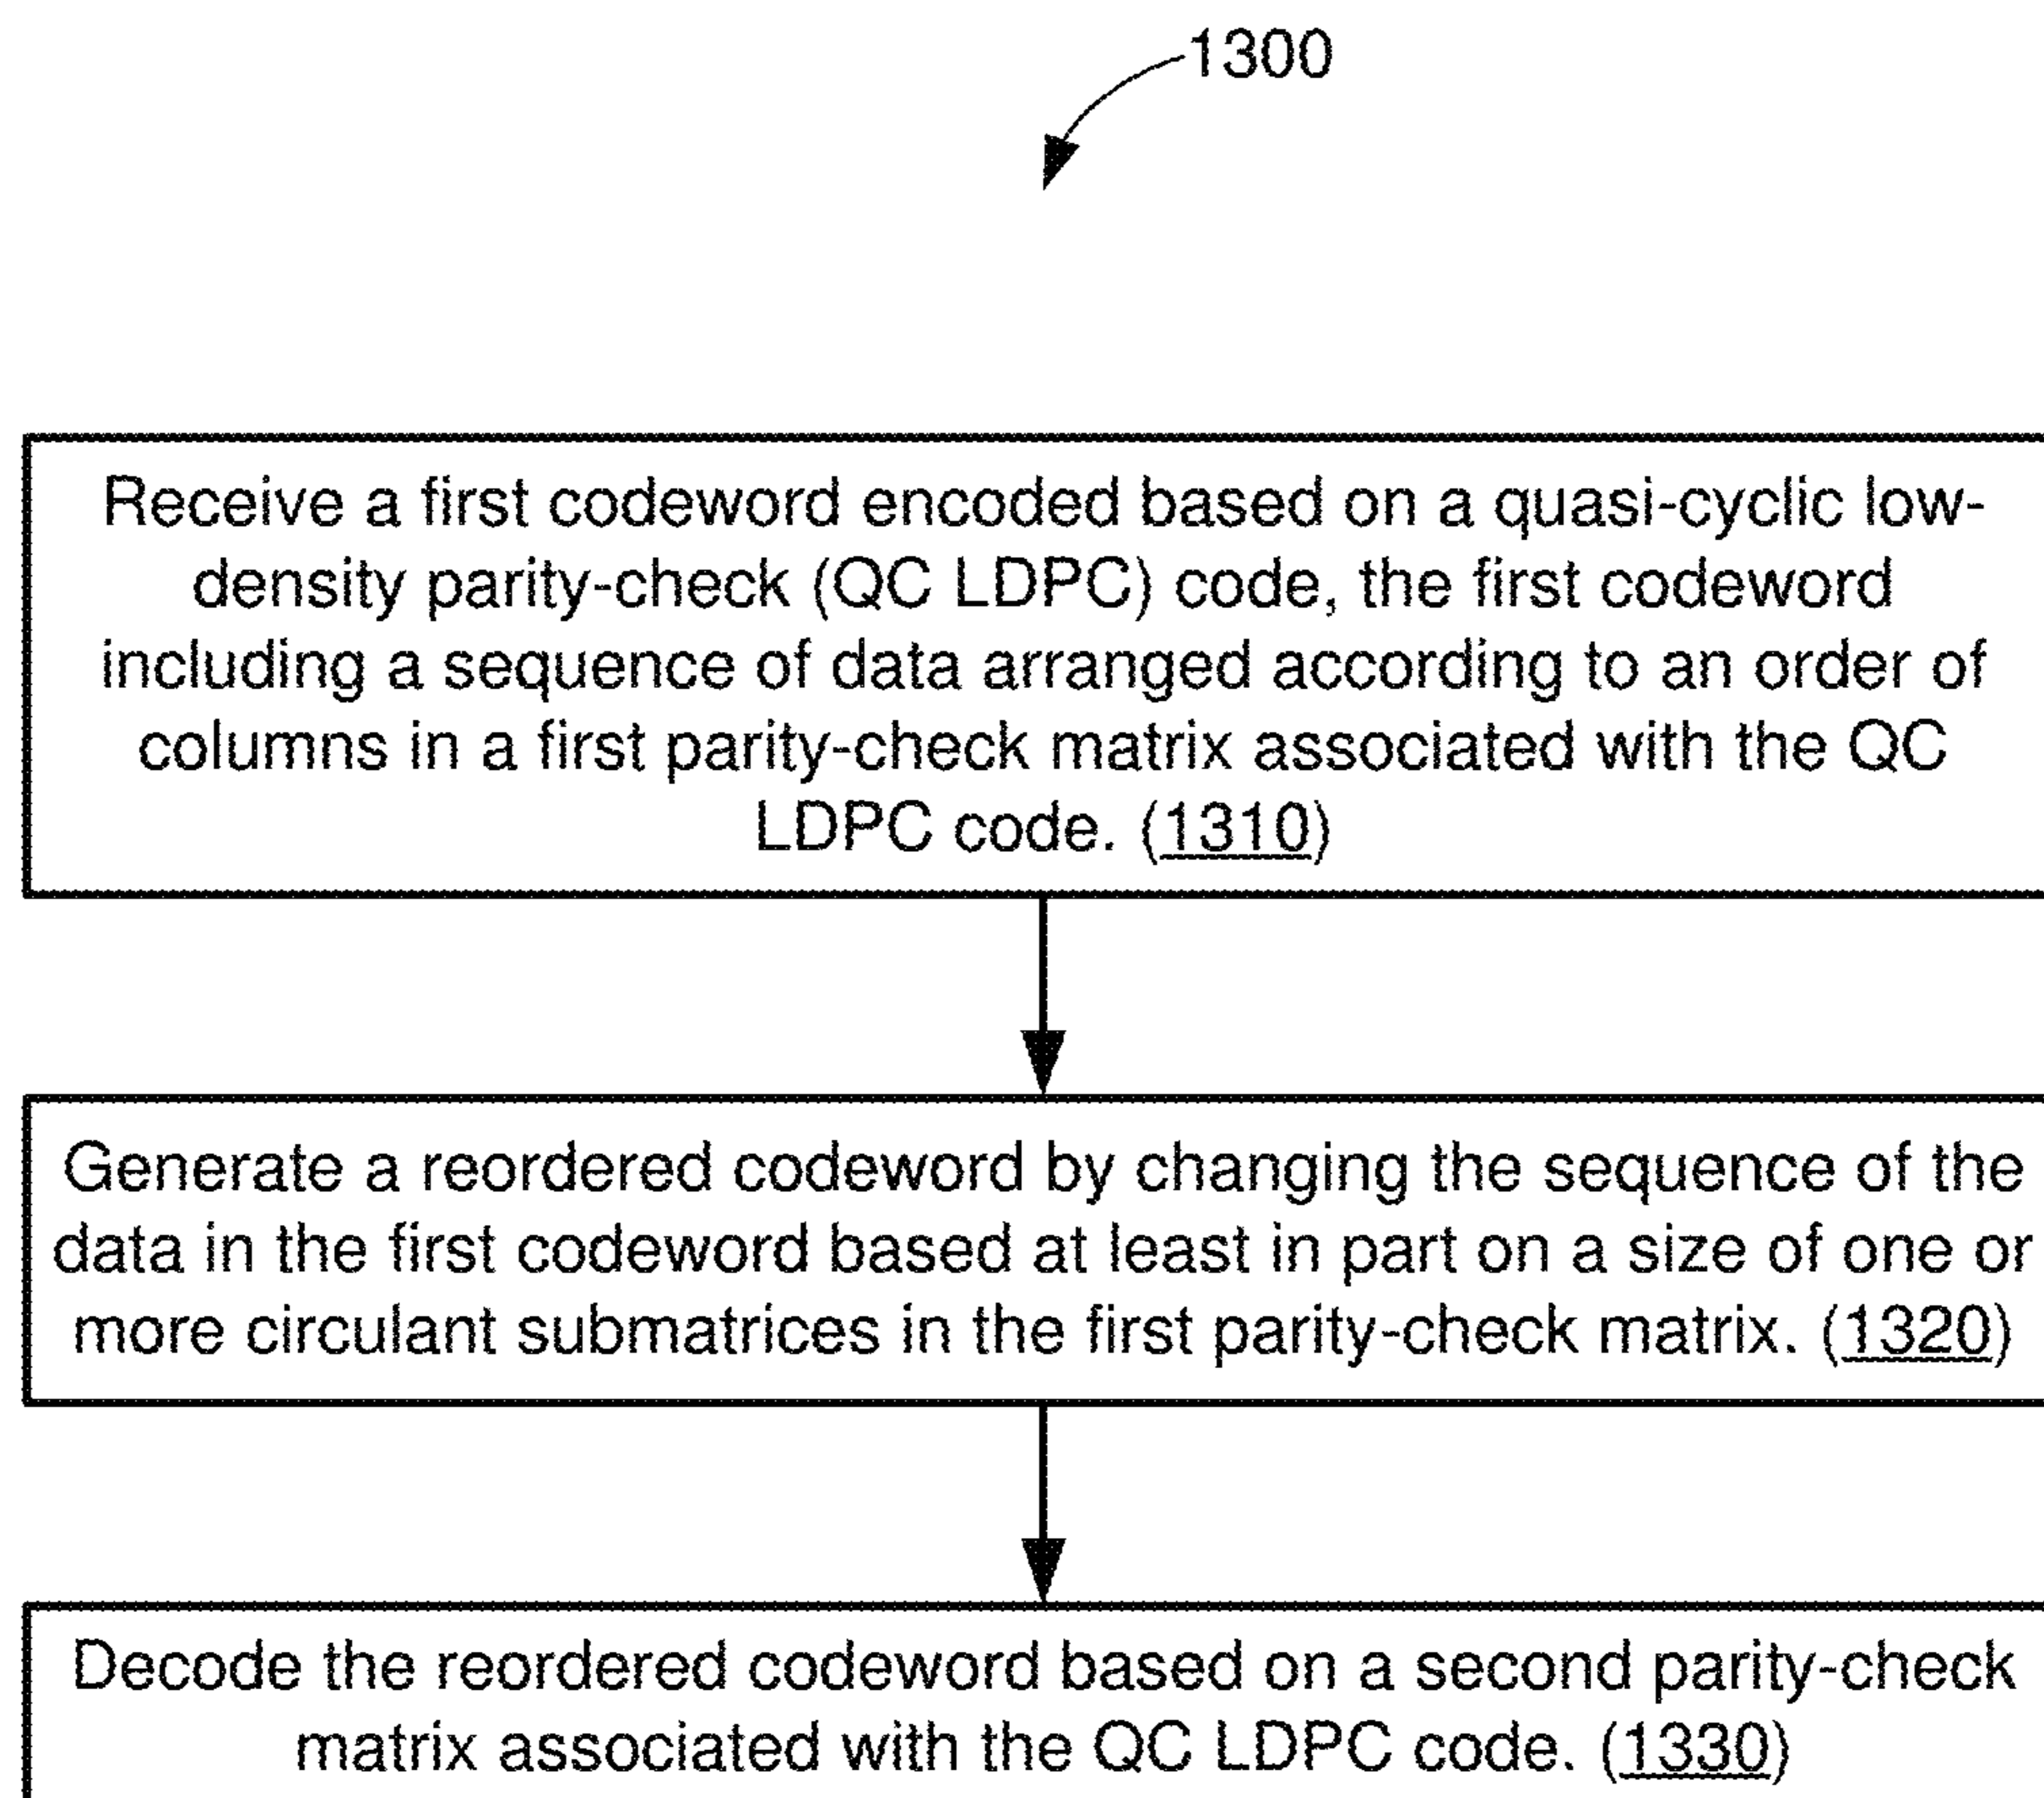 1300
Receive a first codeword encoded based on a quasi-cyclic low-
density parity-check (QC LDPC) code, the first codeword
including a sequence of data arranged according to an order of
columns in a first parity-check matrix associated with the QC
LDPC code. (1310)
Generate a reordered codeword by changing the sequence of the
data in the first codeword based at least in part on a size of one or
more circulant submatrices in the first parity-check matrix. (1320)
Decode the reordered codeword based on a second parity-check
matrix associated with the QC LDPC code. (1330)